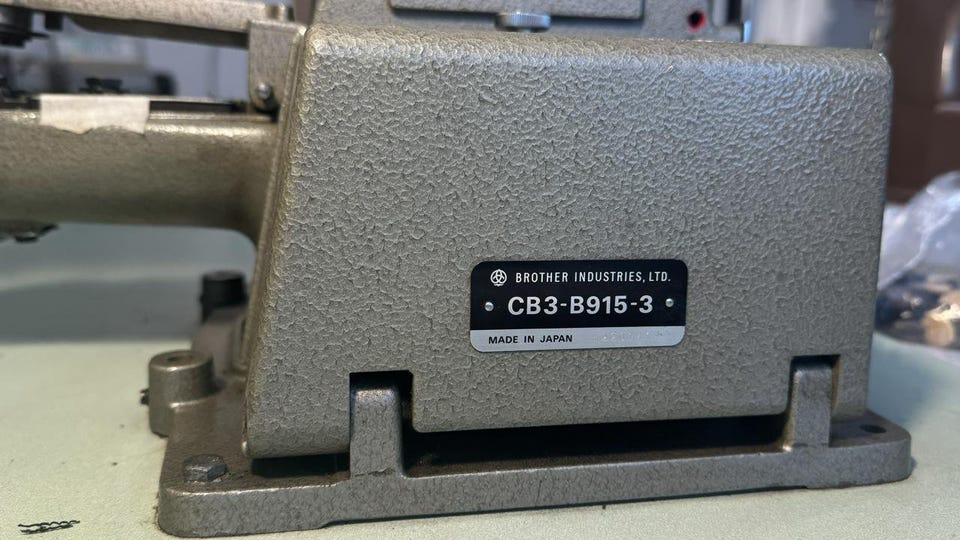 BROTHER INDUSTRIES, LTD.
CB3-B915-3
MADE IN JAPAN